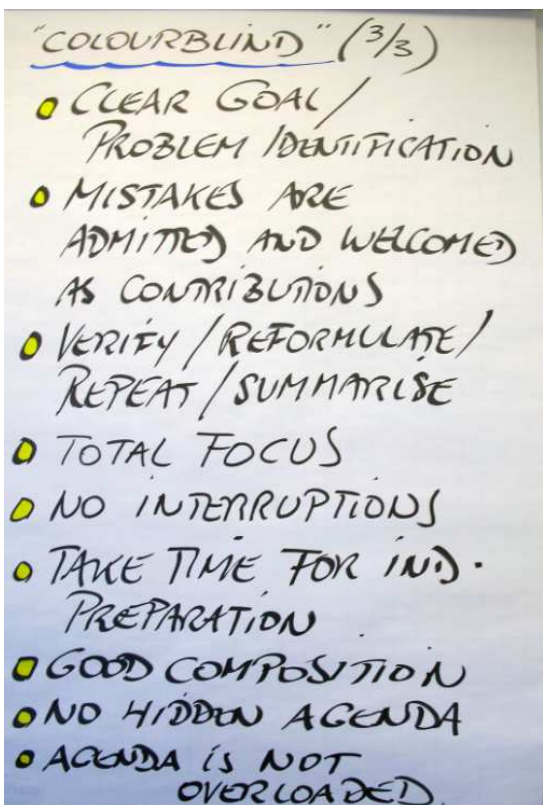 "COLOURBLIND" (3/3)
CLEAR GOAL/
PROBLEM IDENTIFICATION
MISTAKES ARE
ADMITTED AND WELCOMED
AS CONTRIBUTIONS
VERIFY/REFORMULATE/
REPEAT/SUMMARISE
TOTAL FOCUS
NO INTERRUPTIONS
TAKE TIME FOR IND.
PREPARATION
GOOD COMPOSITION
NO HIDDEN AGENDA
AGENDA IS NOT
OVERLOADED.